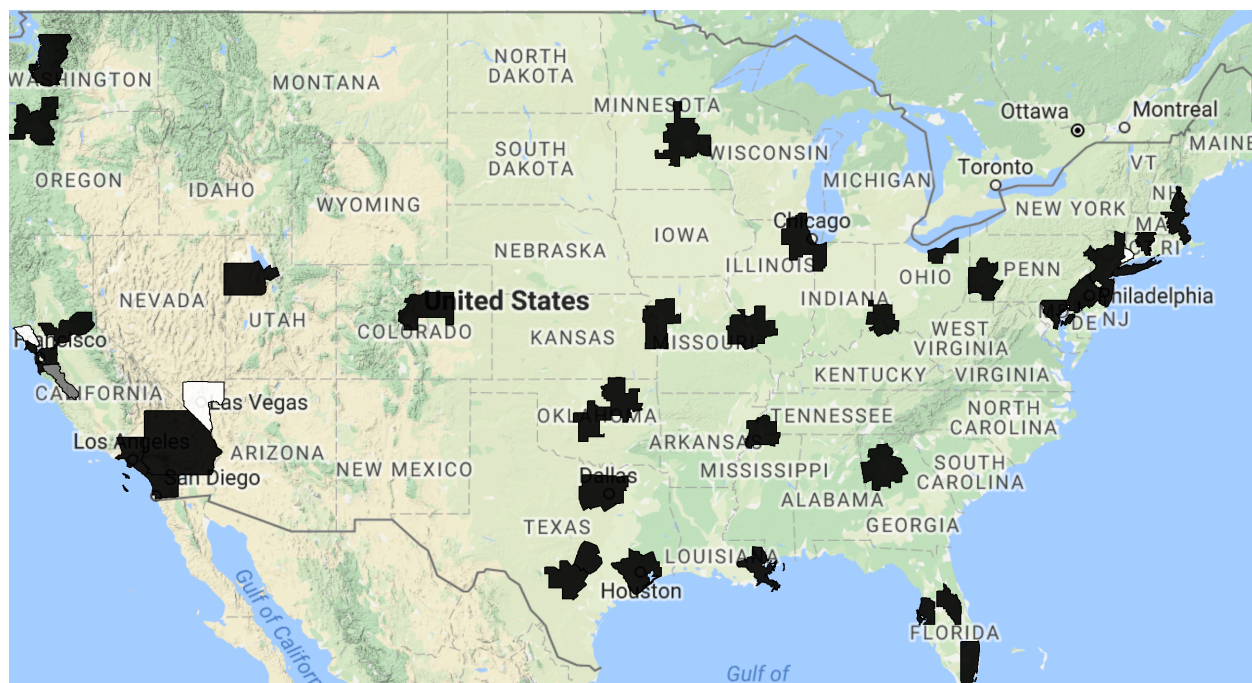 WASHINGTON
MONTANA
NORTH
DAKOTA
MINNESOTA
Ottawa
Montreal
MAINE
SOUTH
DAKOTA
WISCONSIN
VT
Toronto
OREGON
IDAHO
WYOMING
MICHIGAN
NH
NEW YORK
Chicago
MA
IOWA
NEBRASKA
RI
ILLINOIS
OHIO
PENN
United States
NEVADA
INDIANA
Philadelphia
UTAH
COLORADO
KANSAS
MISSOURI
WEST
VIRGINIA
DE
NJ
CALIFORNIA
KENTUCKY
VIRGINIA
Las Vegas
OKLAHOMA
TENNESSEE
NORTH
CAROLINA
Los Angeles
ARIZONA
ARKANSAS
NEW MEXICO
MISSISSIPPI
SOUTH
CAROLINA
San Diego
Dallas
ALABAMA
TEXAS
GEORGIA
LOUISIANA
Houston
Gulf of Californ
FLORIDA
Gulf of